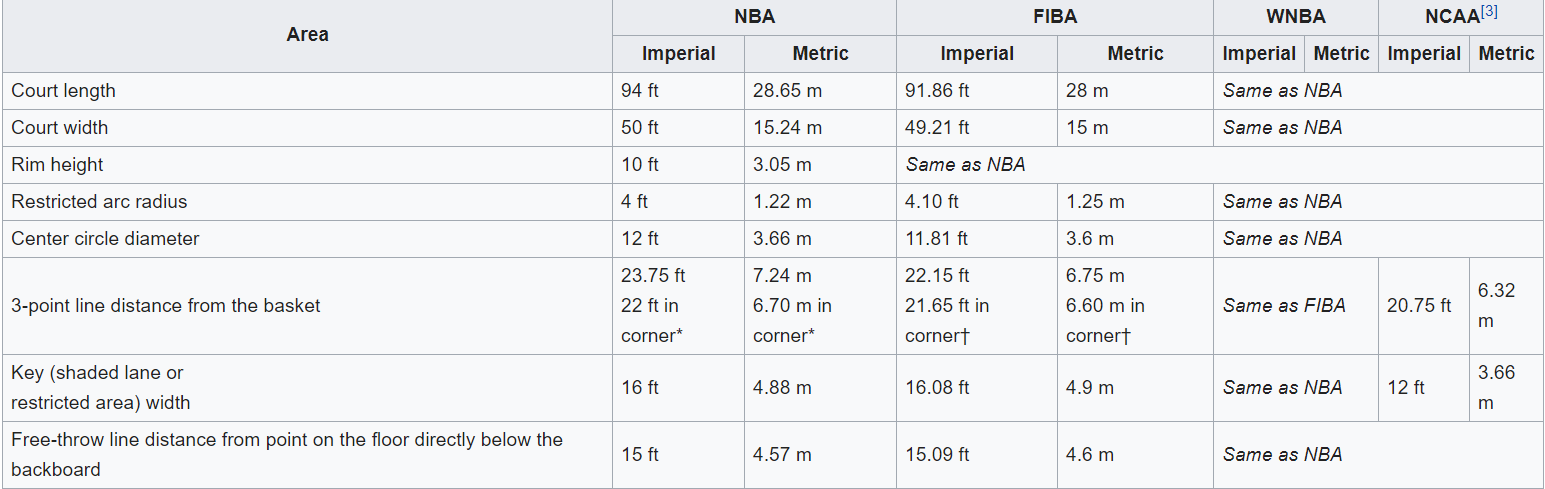 Area NBA FIBA WNBA NCAA[3]
Imperial Metric Imperial Metric Imperial Metric Imperial Metric
Court length 94 ft 28.65 m 91.86 ft 28 m Same as NBA
Court width 50 ft 15.24 m 49.21 ft 15 m Same as NBA
Rim height 10 ft 3.05 m Same as NBA
Restricted arc radius 4 ft 1.22 m 4.10 ft 1.25 m Same as NBA
Center circle diameter 12 ft 3.66 m 11.81 ft 3.6 m Same as NBA
23.75 ft 7.24 m 22.15 ft 6.75 m 6.32
3-point line distance from the basket 22 ft in 6.70 m in 21.65 ft in 6.60 m in Same as FIBA 20.75 ft
corner* corner* corner† corner† m
Key (shaded lane or 3.66
16 ft 4.88 m 16.08 ft 4.9 m Same as NBA 12 ft
restricted area) width m
Free-throw line distance from point on the floor directly below the
15 ft 4.57 m 15.09 ft 4.6 m Same as NBA
backboard